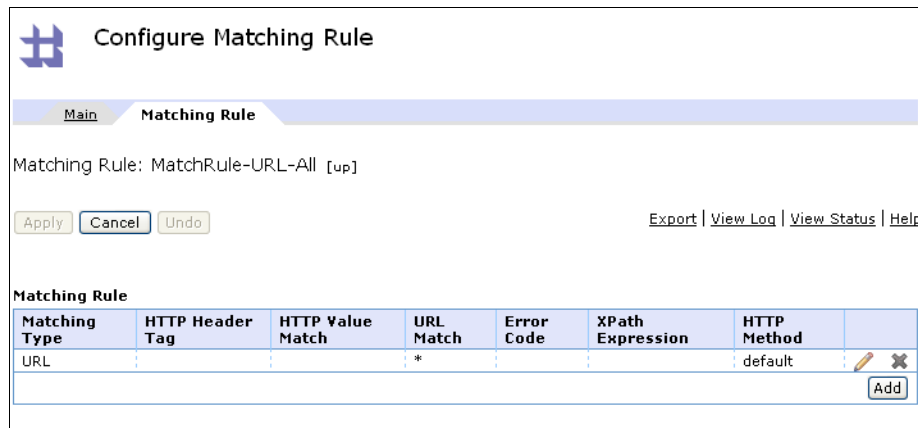 Configure Matching Rule
Main Matching Rule
Matching Rule: MatchRule-URL-All [up]
Apply Cancel Undo Export | View Log | View Status | Help
Matching Rule
Matching Type HTTP Header Tag HTTP Value Match URL Match Error Code XPath Expression HTTP Method
URL * default
Add